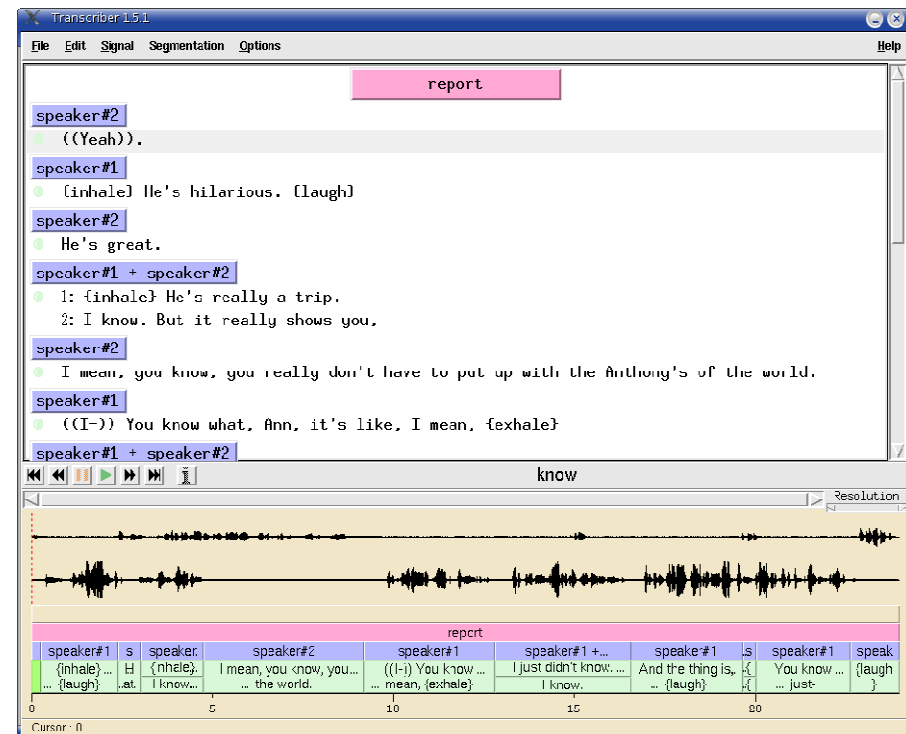 Transcriber 1.5.1
File Edit Signal Segmentation Options Help
report
speaker#2
((Yeah)).
speaker#1
{inhale} He's hilarious. {laugh}
speaker#2
He's great.
speaker#1 + speaker#2
1: {inhale} He's really a trip.
2: I know. But it really shows you,
speaker#2
I mean, you know, you really don't have to put up with the Anthony's of the world.
speaker#1
((I-)) You know what, Ann, it's like, I mean, {exhale}
speaker#1 + speaker#2
know
Resolution
report
speaker#1 s speaker. speaker#2 speaker#1 speaker#1 +... speaker#1 .s speaker#1 speak
{inhale} ... H {nhale}. I mean, you know, you... ((I-i) You know ... I just didn't know. ... And the thing is,. .{ You know ... {laugh
... {laugh} ..at. I know... ... the world. ... mean, {exhale} I know. ... {laugh} .{ ... just- }
0 5 10 15 20
Cursor : 0